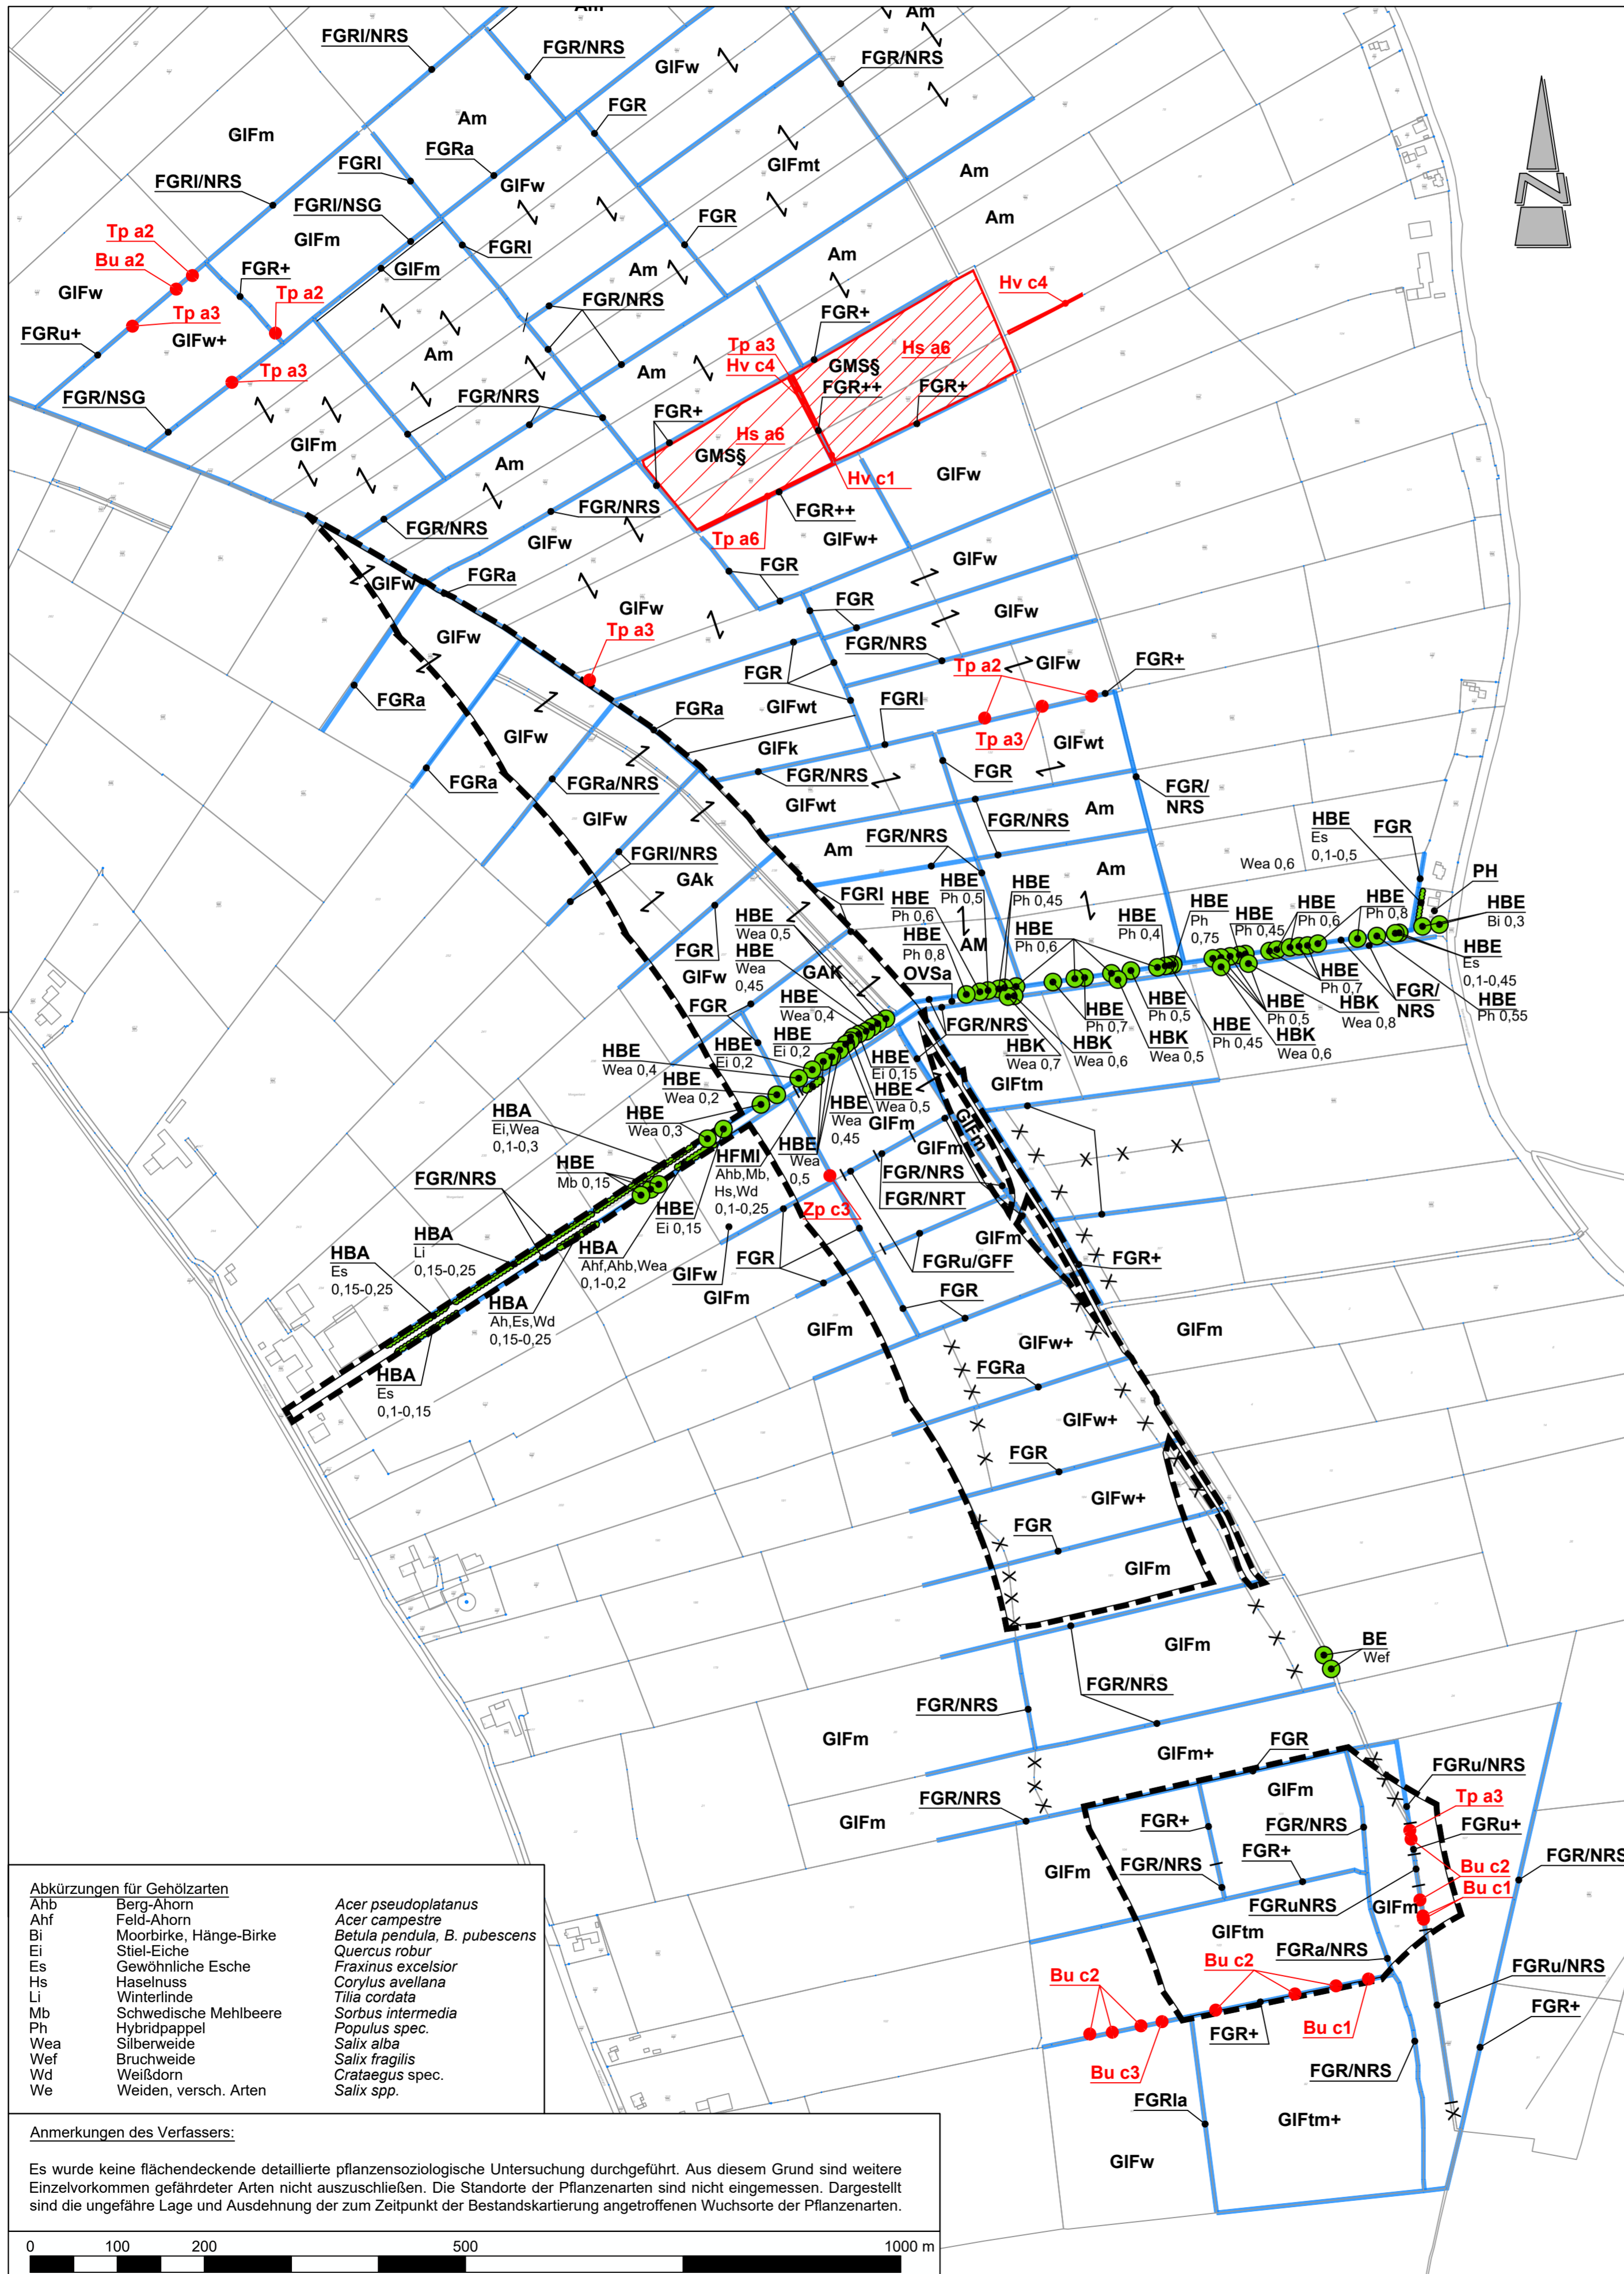 Am
Am
FGRI/NRS
FGR/NRS
GIFw
FGR/NRS
FGR
Am
GIFm
FGRa
GIFmt
FGRI
Am
FGRI/NRS
GIFw
FGRI/NSG
Am
FGR
Tp a2
GIFm
FGRI
Bu a2
GIFm
Am
Am
FGR+
Hv c4
GIFw
Tp a2
FGR/NRS
Tp a3
FGR+
FGRu+
GIFw+
Tp a3
Hs a6
Am
GMS§
Hv c4
Tp a3
Am
FGR++
FGR+
FGR/NSG
FGR/NRS
FGR+
Hs a6
GIFm
GMS§
Am
GIFw
Hv c1
FGR/NRS
FGR++
FGR/NRS
GIFw
Tp a6
GIFw+
FGR
GIFw
GIFw
FGRa
GIFw
FGR
GIFw
GIFw
Tp a3
FGR/NRS
Tp a2
GIFw
FGR+
FGR
FGRa
GIFwt
FGRa
FGRI
GIFw
Tp a3
GIFwt
GIFk
FGRa
FGRa/NRS
FGR/NRS
FGR
FGR/
NRS
GIFwt
GIFw
Am
FGR/NRS
HBE
Es
0,1-0,5
FGR
FGR/NRS
Am
FGRI/NRS
Wea 0,6
Am
GAk
PH
FGRI
HBE
Ph 0,5
HBE
Ph 0,45
HBE
Ph 0,6
HBE
Ph 0,4
HBE
Ph
0,75
HBE
Ph 0,45
HBE
Ph 0,6
HBE
Ph 0,8
HBE
Bi 0,3
HBE
Wea 0,5
HBE
Ph 0,6
HBE
Ph 0,8
AM
FGR
HBE
Wea
0,45
GAK
OVSa
HBE
Es
0,1-0,45
GIFw
HBE
Ph 0,7
HBE
Wea 0,4
FGR
HBE
Ph 0,7
HBE
Ph 0,5
HBE
Ph 0,5
HBK
Wea 0,8
FGR/
NRS
HBE
Ph 0,55
FGR/NRS
HBE
Ei 0,2
HBE
Ei 0,2
HBK
Wea 0,7
HBK
Wea 0,6
HBK
Wea 0,5
HBE
Ph 0,45
HBK
Wea 0,6
HBE
Wea 0,4
HBE
Ei 0,15
GIFtm
HBE
Wea 0,2
HBE
Wea 0,5
HBA
Ei,Wea
0,1-0,3
HBE
Wea 0,3
HBE
Wea
0,45
GIFm
GIFm
GIFm
HFMI
Ahb,Mb,
Hs,Wd
0,1-0,25
HBE
Wea
0,5
HBE
Mb 0,15
FGR/NRS
FGR/NRS
FGR/NRT
HBE
Ei 0,15
Zp c3
HBA
Li
0,15-0,25
HBA
Es
0,15-0,25
HBA
Ahf,Ahb,Wea
0,1-0,2
GIFw
FGR
GIFm
FGRu/GFF
FGR+
GIFm
FGR
HBA
Ah,Es,Wd
0,15-0,25
GIFm
GIFm
GIFw+
HBA
Es
0,1-0,15
FGRa
GIFw+
FGR
GIFw+
FGR
GIFm
GIFm
BE
Wef
FGR/NRS
FGR/NRS
GIFm
GIFm+
FGR
FGRu/NRS
GIFm
Tp a3
FGR/NRS
GIFm
FGR+
FGR/NRS
FGRu+
FGR/NRS
GIFm
FGR/NRS
FGR+
Bu c2
Bu c1
FGRuNRS
GIFm
GIFtm
FGRa/NRS
Bu c2
Bu c2
FGRu/NRS
FGR+
Bu c1
FGR+
Bu c3
FGR/NRS
FGRIa
GIFtm+
GIFw
Abkürzungen für Gehölzarten
Ahb Berg-Ahorn Acer pseudoplatanus
Ahf Feld-Ahorn Acer campestre
Bi Moorbirke, Hänge-Birke Betula pendula, B. pubescens
Ei Stiel-Eiche Quercus robur
Es Gewöhnliche Esche Fraxinus excelsior
Hs Haselnuss Corylus avellana
Li Winterlinde Tilia cordata
Mb Schwedische Mehlbeere Sorbus intermedia
Ph Hybridpappel Populus spec.
Wea Silberweide Salix alba
Wef Bruchweide Salix fragilis
Wd Weißdorn Crataegus spec.
We Weiden, versch. Arten Salix spp.
Anmerkungen des Verfassers:
Es wurde keine flächendeckende detaillierte pflanzensoziologische Untersuchung durchgeführt. Aus diesem Grund sind weitere
Einzelvorkommen gefährdeter Arten nicht auszuschließen. Die Standorte der Pflanzenarten sind nicht eingemessen. Dargestellt
sind die ungefähre Lage und Ausdehnung der zum Zeitpunkt der Bestandskartierung angetroffenen Wuchsorte der Pflanzenarten.
0 100 200 500 1000 m